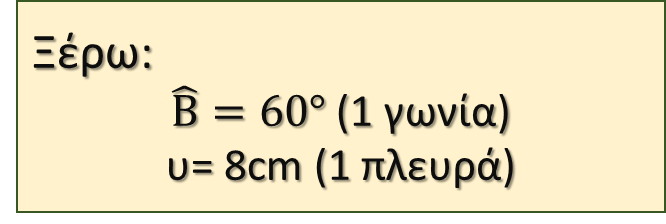 Ξέρω:
B̂ = 60° (1 γωνία)
υ= 8cm (1 πλευρά)